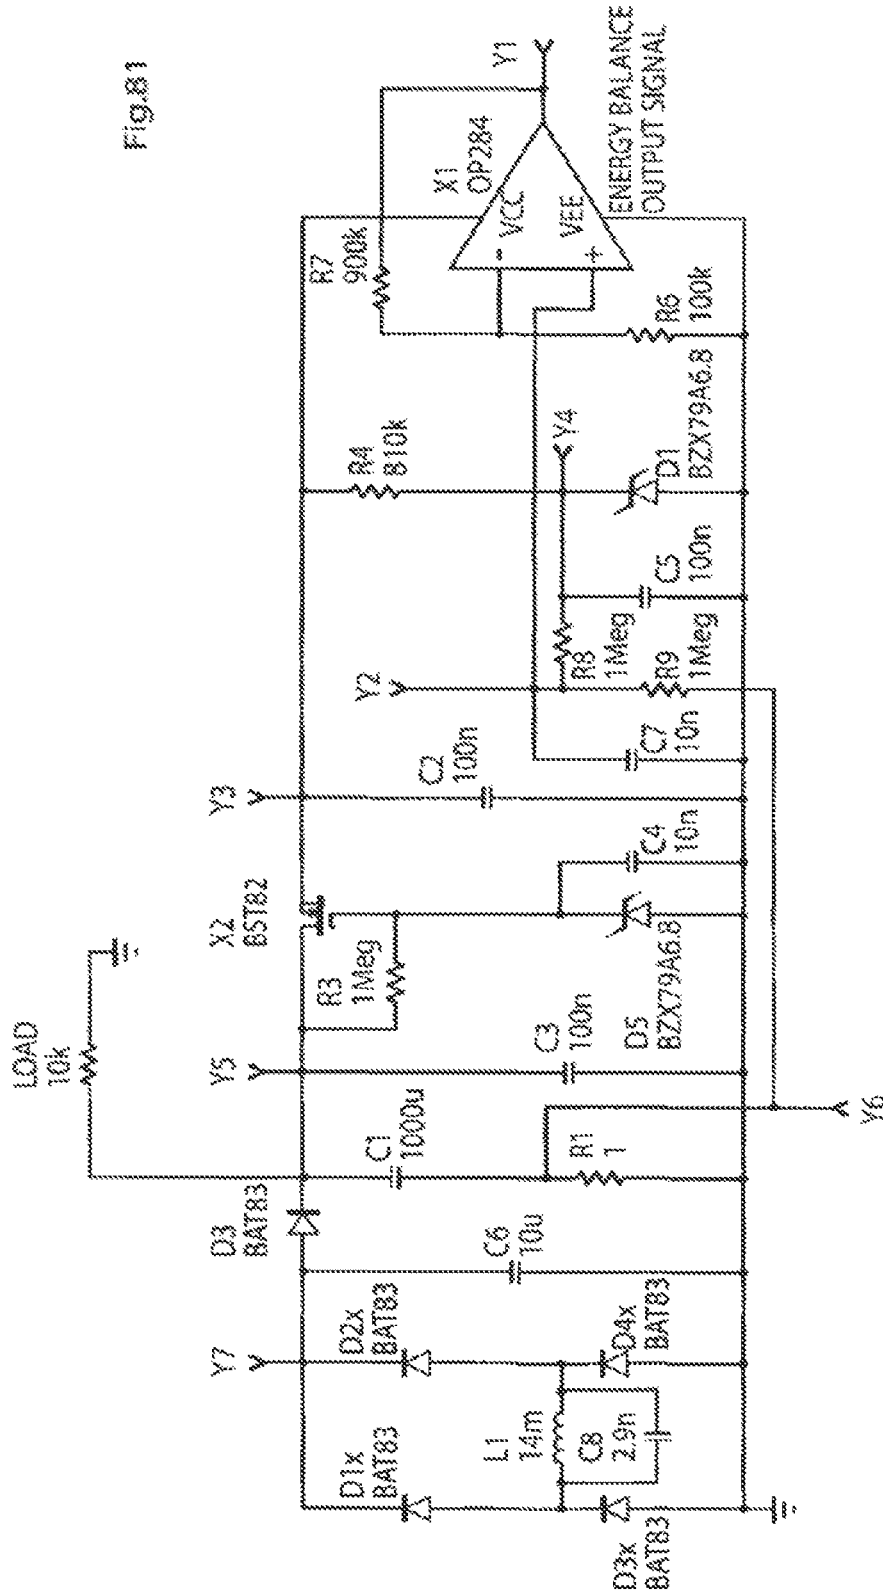 Fig.81
LOAD
10k
Y7
D1x
BAT83
D2x
BAT83
D3x
BAT83
D4x
BAT83
L1
14m
C8
2.9n
C6
10u
D3
BAT83
C1
1000u
R1
1
Y6
Y5
C3
100n
R3
1Meg
X2
BST82
D5
BZX79A6.8
C4
10n
Y3
C2
100n
C7
10n
Y2
R8
1Meg
R9
1Meg
C5
100n
R4
810k
Y4
D1
BZX79A6.8
R7
900k
R6
100k
X1
OP284
VCC
-
VEE
+
Y1
ENERGY BALANCE
OUTPUT SIGNAL